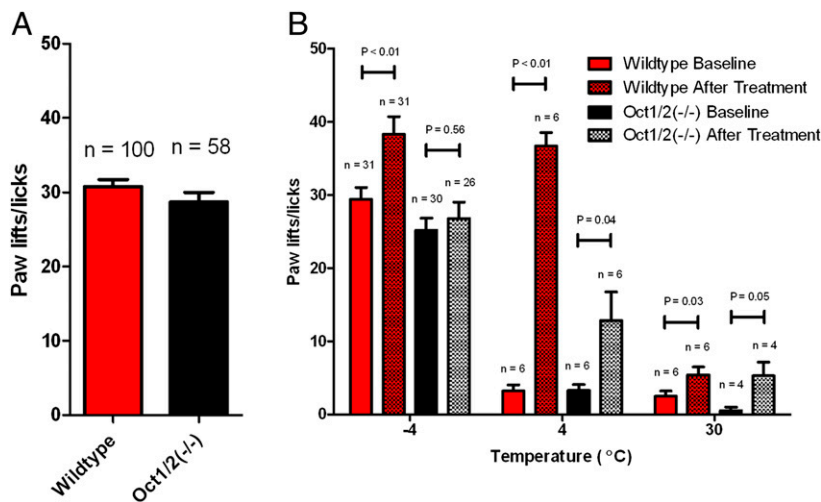 A
Paw lifts/licks
50
40
30
20
10
0
n = 100
n = 58
Wildtype
Oct1/2(-/-)
B
Paw lifts/licks
50
40
30
20
10
0
P < 0.01
n = 31
n = 31
P = 0.56
n = 30
n = 26
P < 0.01
n = 6
n = 6
P = 0.04
n = 6
n = 6
P = 0.03
n = 6
n = 6
P = 0.05
n = 4
n = 4
-4
4
30
Temperature ( °C)
Wildtype Baseline
Wildtype After Treatment
Oct1/2(-/-) Baseline
Oct1/2(-/-) After Treatment